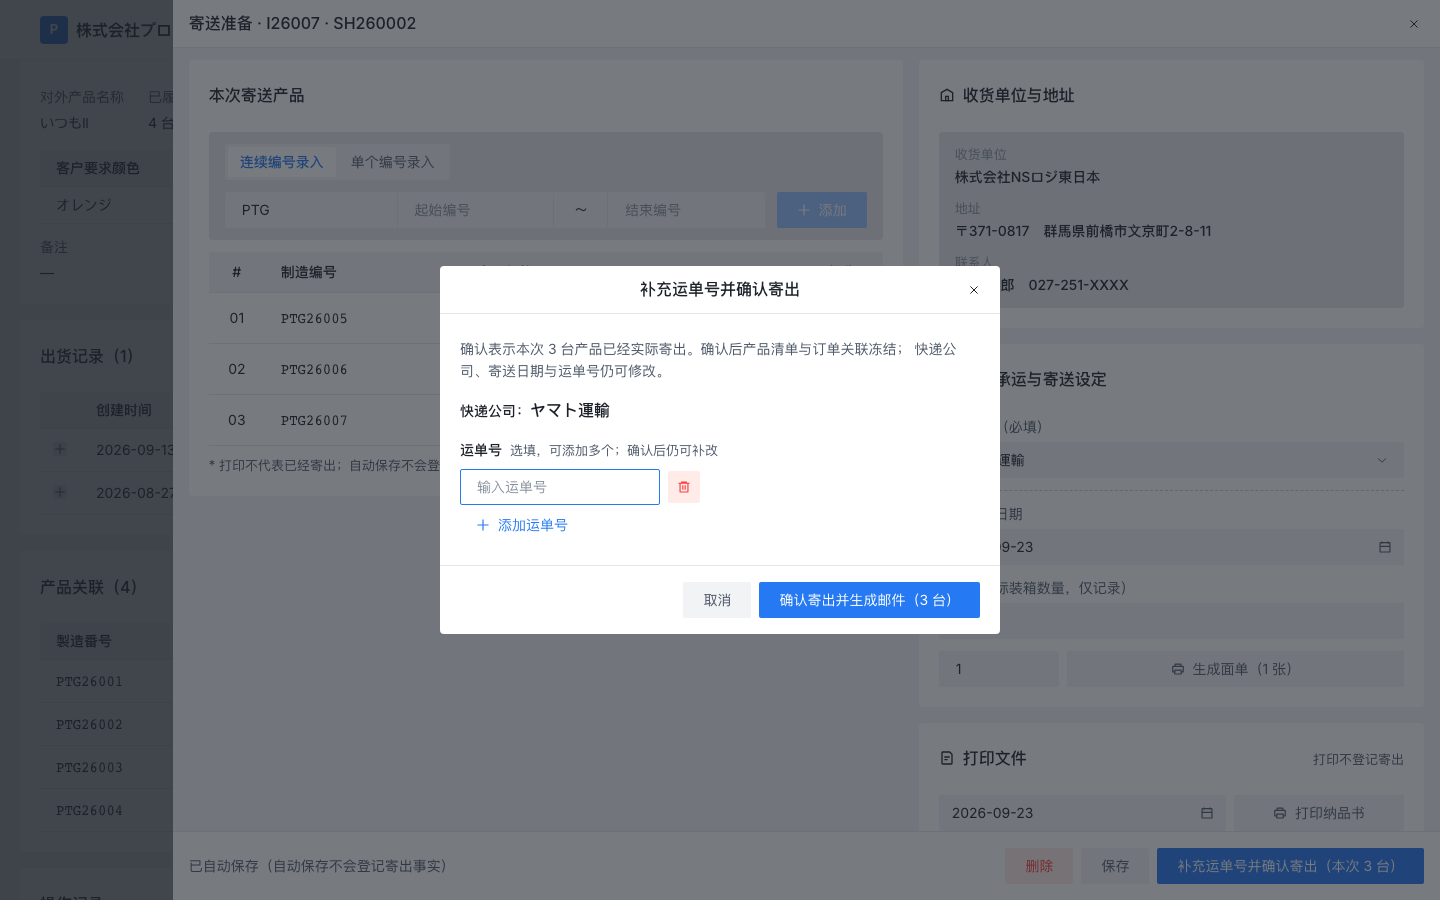 P 株式会社プロ
寄送准备 · I26007 · SH260002
对外产品名称
いつもII
4 台
客户要求颜色
オレンジ
备注
—
出货记录（1）
创建时间
2026-09-13
2026-08-27
产品关联（4）
製造番号
PTG26001
PTG26002
PTG26003
PTG26004
本次寄送产品
连续编号录入 单个编号录入
PTG 起始编号 ～ 结束编号 添加
# 制造编号
01 PTG26005
02 PTG26006
03 PTG26007
* 打印不代表已经寄出；自动保存不会登
收货单位与地址
收货单位
株式会社NSロジ東日本
地址
〒371-0817　群馬県前橋市文京町2-8-11
联系人
郎　027-251-XXXX
承运与寄送设定
（必填）
運輸
日期
9-23
标装箱数量，仅记录）
1 生成面单（1 张）
打印文件 打印不登记寄出
2026-09-23 打印纳品书
补充运单号并确认寄出
确认表示本次 3 台产品已经实际寄出。确认后产品清单与订单关联冻结； 快递公
司、寄送日期与运单号仍可修改。
快递公司：ヤマト運輸
运单号 选填，可添加多个；确认后仍可补改
输入运单号
添加运单号
取消 确认寄出并生成邮件（3 台）
已自动保存（自动保存不会登记寄出事实） 删除 保存 补充运单号并确认寄出（本次 3 台）